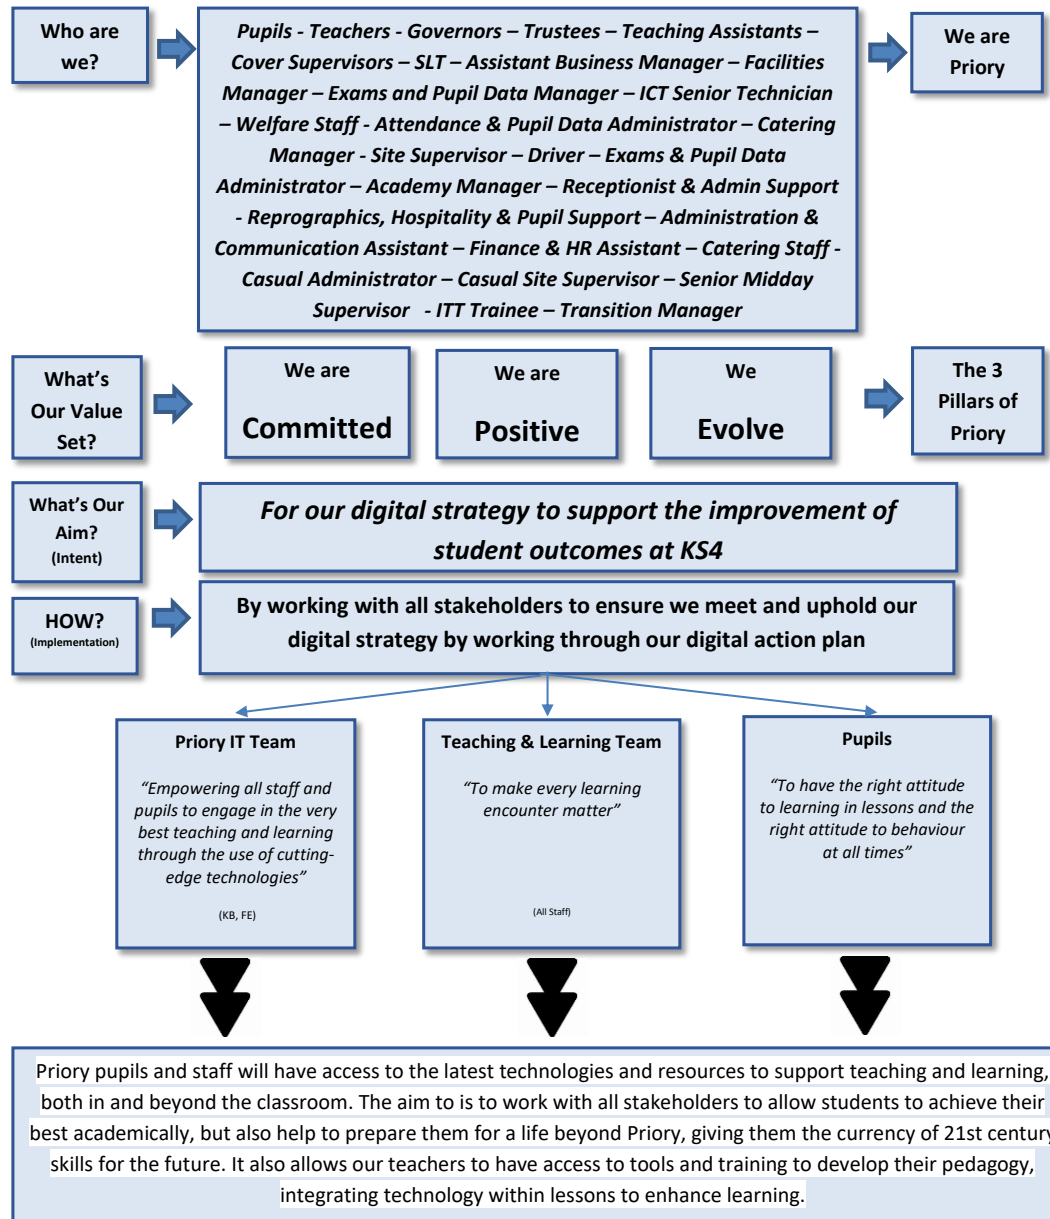 Who are
we?
Pupils - Teachers - Governors – Trustees – Teaching Assistants –
Cover Supervisors – SLT – Assistant Business Manager – Facilities
Manager – Exams and Pupil Data Manager – ICT Senior Technician
– Welfare Staff - Attendance & Pupil Data Administrator – Catering
Manager - Site Supervisor – Driver – Exams & Pupil Data
Administrator – Academy Manager – Receptionist & Admin Support
- Reprographics, Hospitality & Pupil Support – Administration &
Communication Assistant – Finance & HR Assistant – Catering Staff -
Casual Administrator – Casual Site Supervisor – Senior Midday
Supervisor - ITT Trainee – Transition Manager
We are
Priory
What's
Our Value
Set?
We are
Committed
We are
Positive
We
Evolve
The 3
Pillars of
Priory
What's Our
Aim?
(Intent)
For our digital strategy to support the improvement of
student outcomes at KS4
HOW?
(Implementation)
By working with all stakeholders to ensure we meet and uphold our
digital strategy by working through our digital action plan
Priory IT Team
"Empowering all staff and
pupils to engage in the very
best teaching and learning
through the use of cutting-
edge technologies"
(KB, FE)
Teaching & Learning Team
"To make every learning
encounter matter"
(All Staff)
Pupils
"To have the right attitude
to learning in lessons and the
right attitude to behaviour
at all times"
Priory pupils and staff will have access to the latest technologies and resources to support teaching and learning,
both in and beyond the classroom. The aim to is to work with all stakeholders to allow students to achieve their
best academically, but also help to prepare them for a life beyond Priory, giving them the currency of 21st century
skills for the future. It also allows our teachers to have access to tools and training to develop their pedagogy,
integrating technology within lessons to enhance learning.